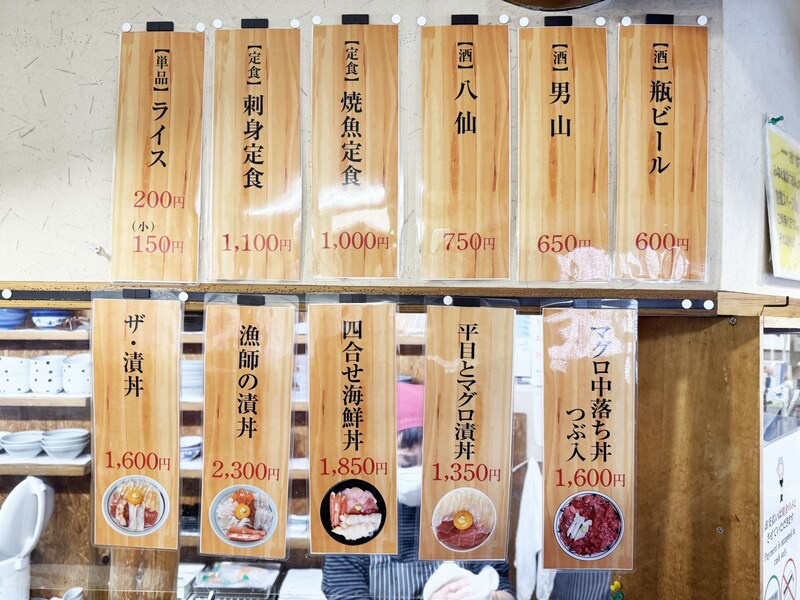 【酒】瓶ビール
600円
【酒】男山
650円
【酒】八仙
750円
【定食】焼魚定食
1,000円
【定食】刺身定食
1,100円
【単品】ライス
200円
(小)
150円
マグロ中落ち丼
つぶ入
1,600円
平目とマグロ漬丼
1,350円
四合せ海鮮丼
1,850円
漁師の漬丼
2,300円
ザ・漬丼
1,600円